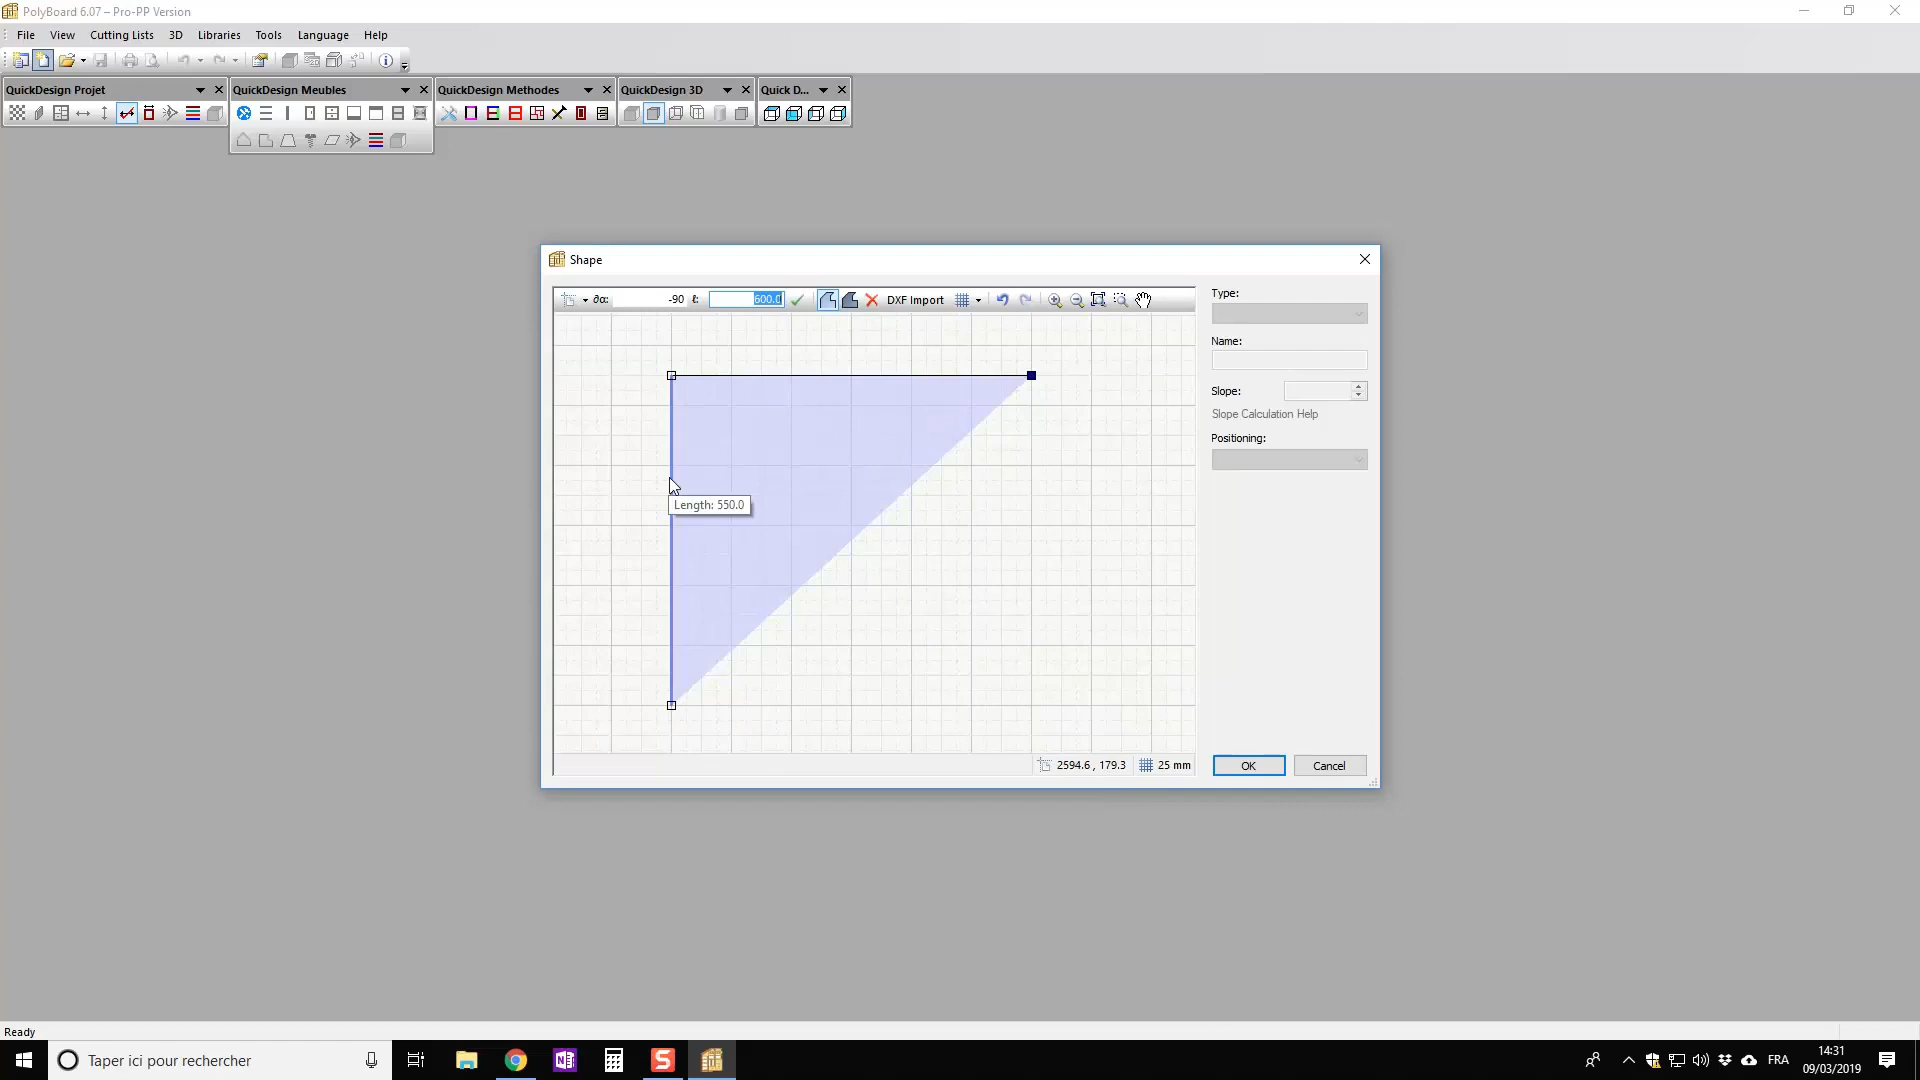 PolyBoard 6.07 – Pro-PP Version
File View Cutting Lists 3D Libraries Tools Language Help
QuickDesign Projet QuickDesign Meubles QuickDesign Methodes QuickDesign 3D Quick D...
Shape
∂α: -90 ℓ: 600.0 DXF Import
Type:
Name:
Slope:
Slope Calculation Help
Positioning:
Length: 550.0
2594.6 , 179.3 25 mm
OK Cancel
Ready
Taper ici pour rechercher
FRA
14:31
09/03/2019